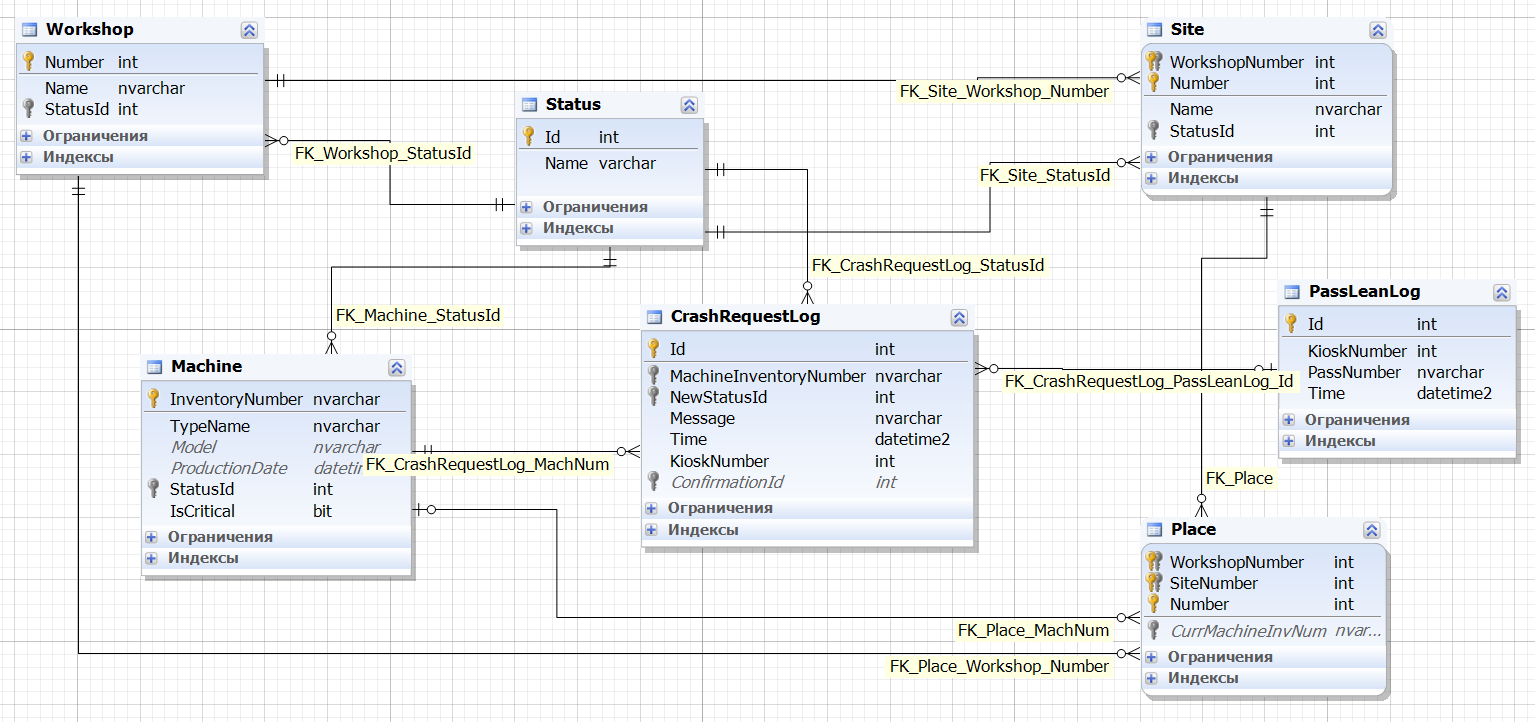 Workshop
Number int
Name nvarchar
StatusId int
Ограничения
Индексы
Site
WorkshopNumber int
Number int
Name nvarchar
StatusId int
Ограничения
Индексы
FK_Site_Workshop_Number
Status
Id int
Name varchar
Ограничения
Индексы
FK_Workshop_StatusId
FK_Site_StatusId
FK_CrashRequestLog_StatusId
FK_Machine_StatusId
PassLeanLog
Id int
KioskNumber int
PassNumber nvarchar
Time datetime2
Ограничения
Индексы
CrashRequestLog
Id int
MachineInventoryNumber nvarchar
NewStatusId int
Message nvarchar
Time datetime2
KioskNumber int
ConfirmationId int
Ограничения
Индексы
FK_CrashRequestLog_PassLeanLog_Id
Machine
InventoryNumber nvarchar
TypeName nvarchar
Model nvarchar
ProductionDate datetir
StatusId int
IsCritical bit
Ограничения
Индексы
FK_CrashRequestLog_MachNum
FK_Place
Place
WorkshopNumber int
SiteNumber int
Number int
CurrMachineInvNum nvar...
Ограничения
Индексы
FK_Place_MachNum
FK_Place_Workshop_Number